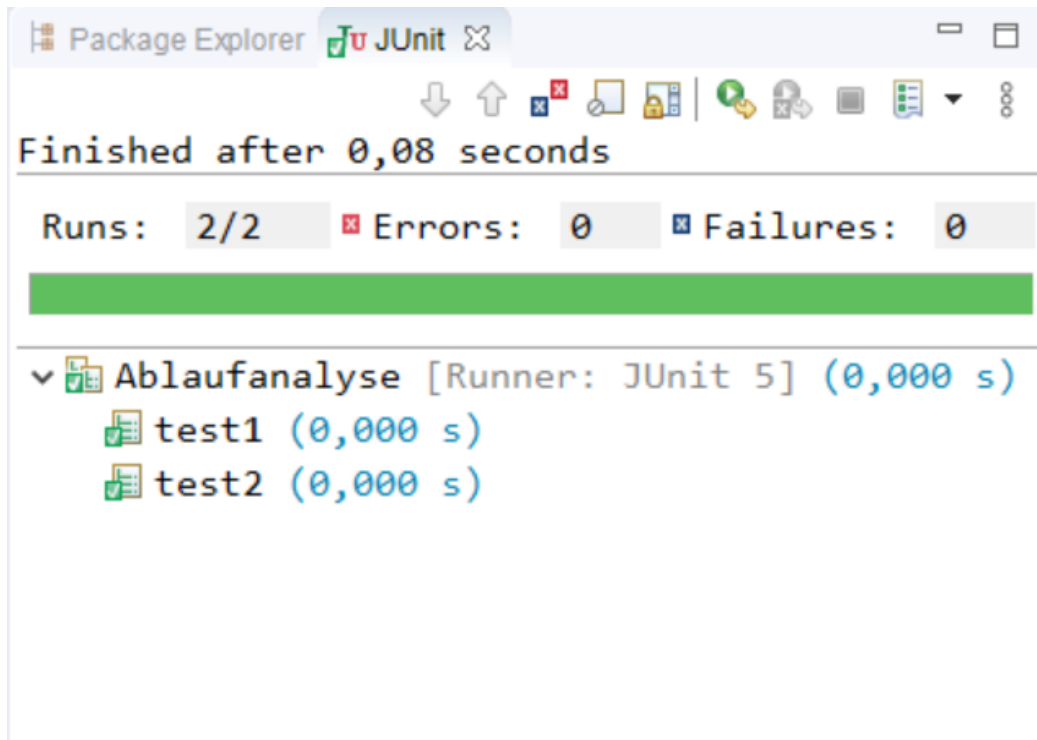 Package Explorer JUnit
Finished after 0,08 seconds
Runs: 2/2 Errors: 0 Failures: 0
Ablaufanalyse [Runner: JUnit 5] (0,000 s)
test1 (0,000 s)
test2 (0,000 s)